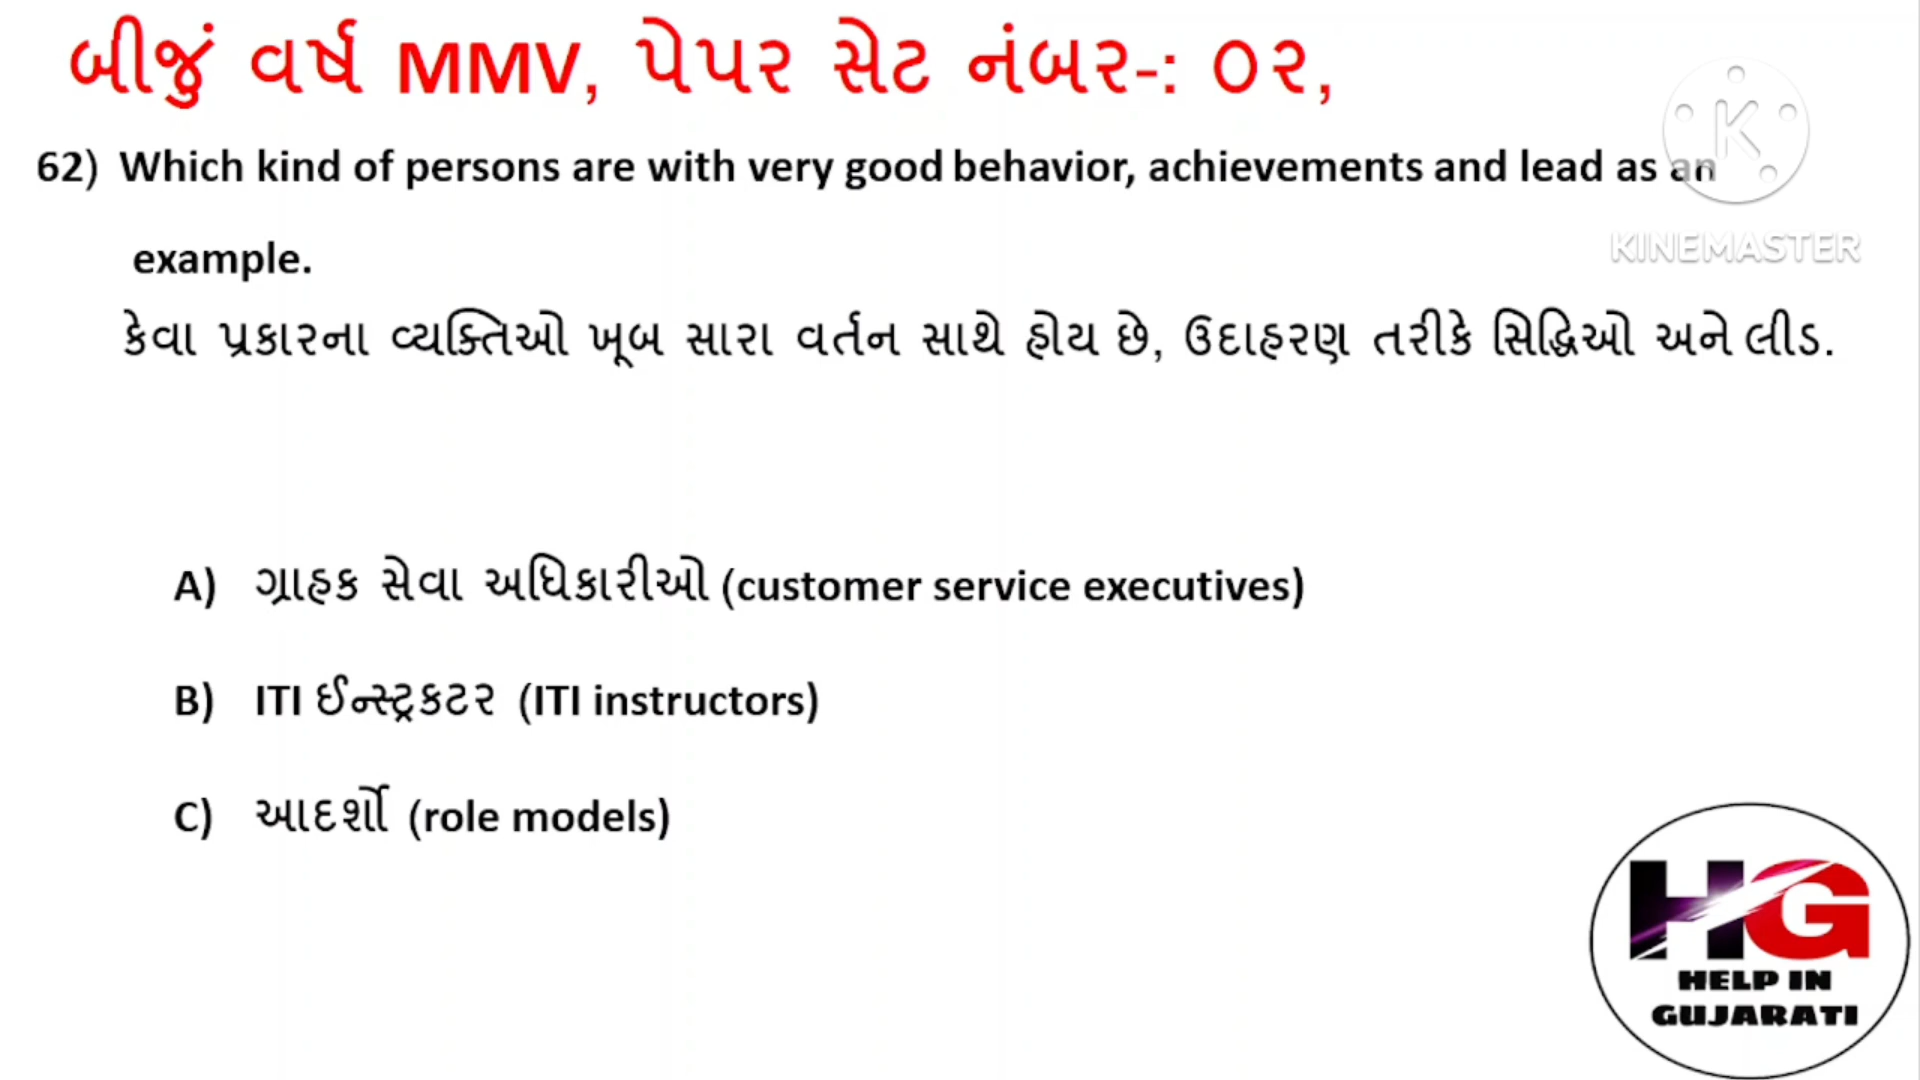 બીજું વર્ષ MMV, પેપર સેટ નંબર-: ૦૨,
62) Which kind of persons are with very good behavior, achievements and lead as an
example.
કેવા પ્રકારના વ્યક્તિઓ ખૂબ સારા વર્તન સાથે હોય છે, ઉદાહરણ તરીકે સિદ્ધિઓ અને લીડ.
A) ગ્રાહક સેવા અધિકારીઓ (customer service executives)
B) ITI ઈન્સ્ટ્રકટર (ITI instructors)
C) આદર્શો (role models)
K
KINEMASTER
HG
HELP IN
GUJARATI